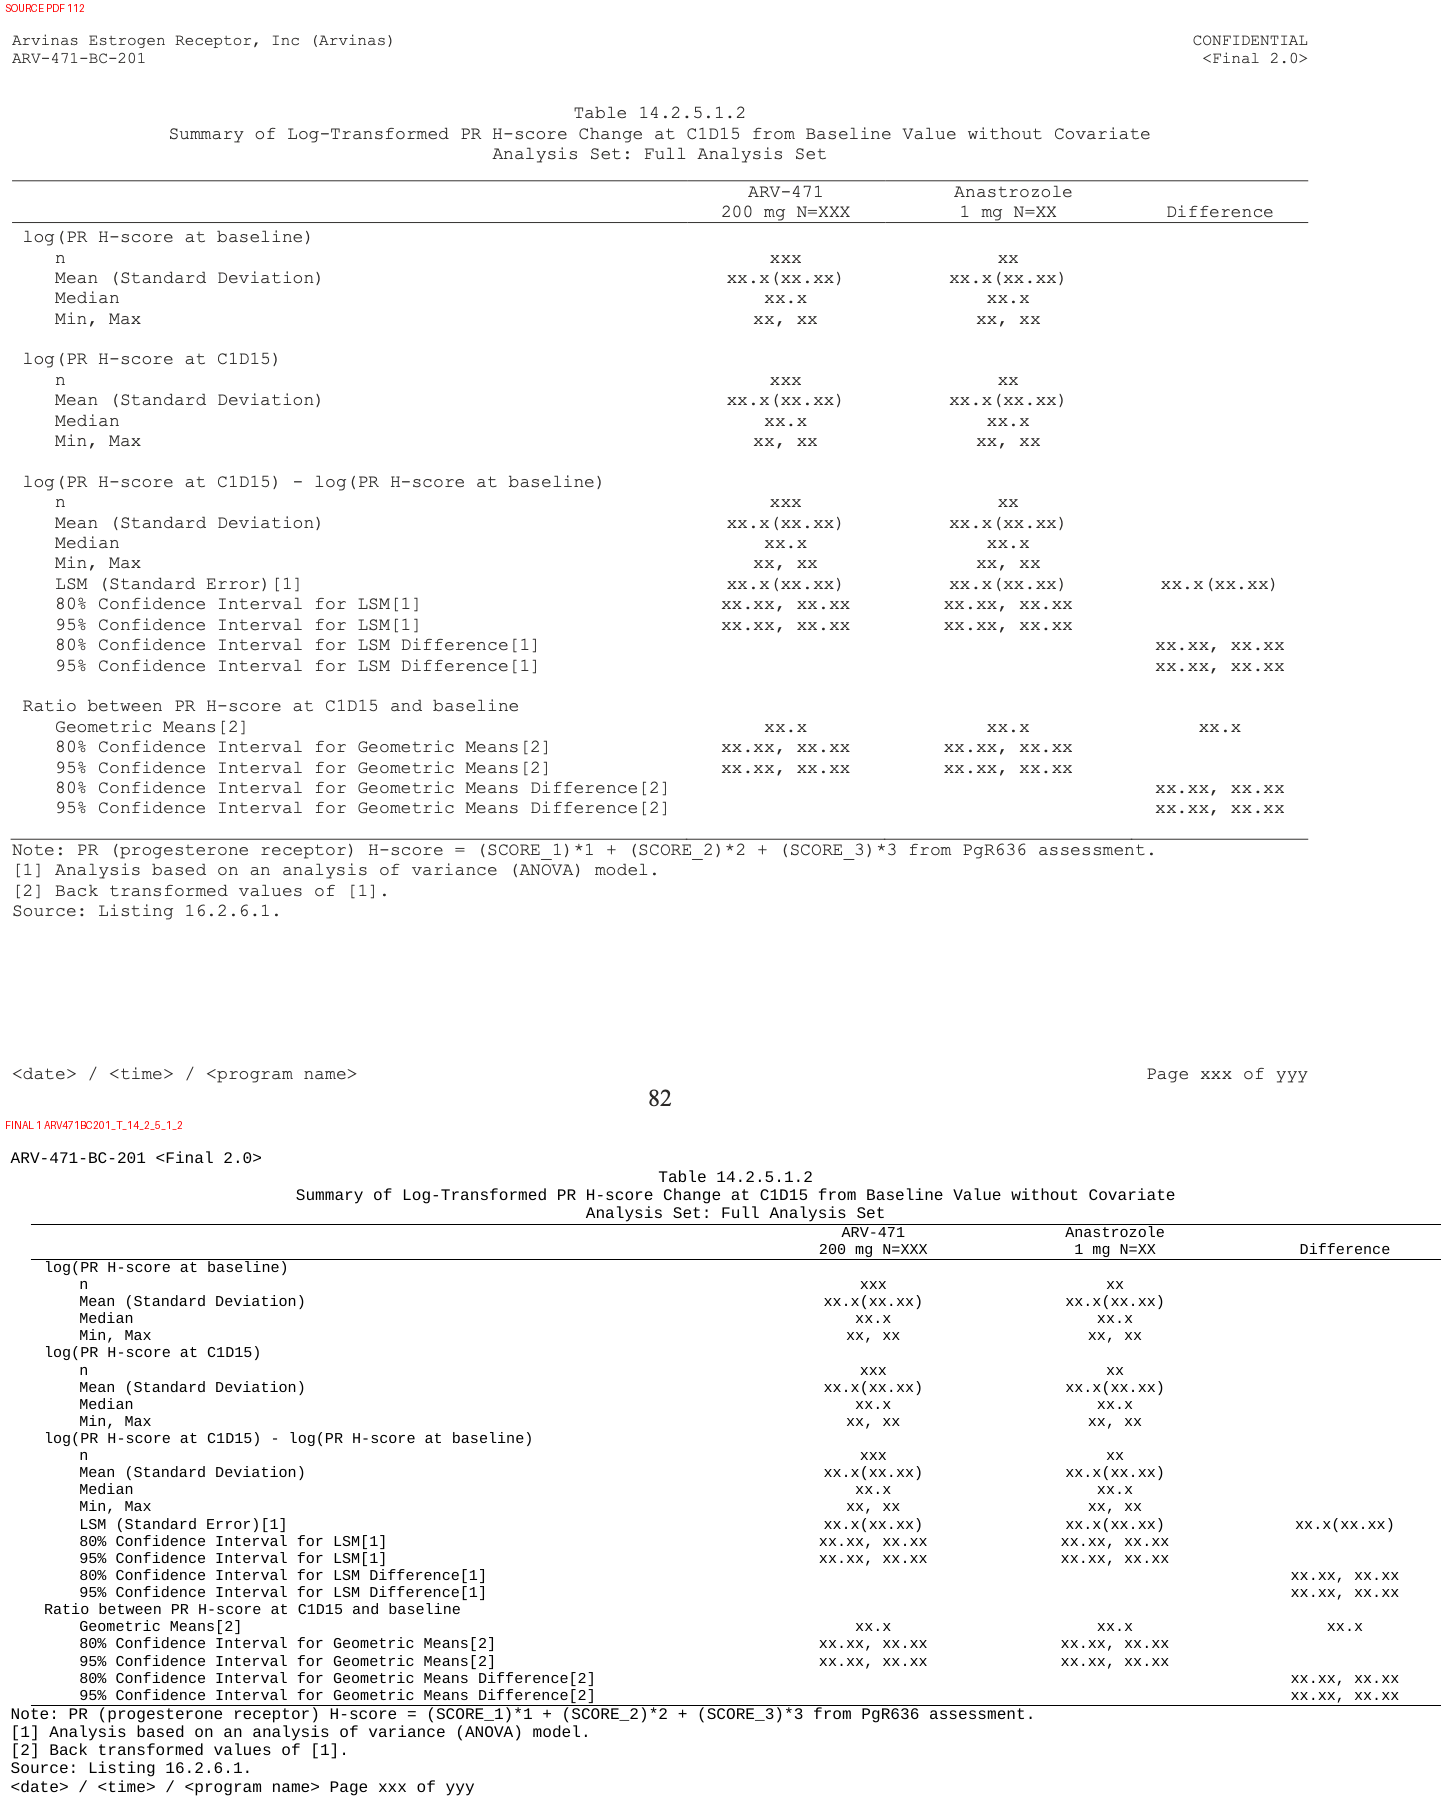 SOURCE PDF 112
Arvinas Estrogen Receptor, Inc (Arvinas) CONFIDENTIAL
ARV-471-BC-201 <Final 2.0>
Table 14.2.5.1.2
Summary of Log-Transformed PR H-score Change at C1D15 from Baseline Value without Covariate
Analysis Set: Full Analysis Set
ARV-471 Anastrozole
200 mg N=XXX 1 mg N=XX Difference
log(PR H-score at baseline)
n xxx xx
Mean (Standard Deviation) xx.x(xx.xx) xx.x(xx.xx)
Median xx.x xx.x
Min, Max xx, xx xx, xx
log(PR H-score at C1D15)
n xxx xx
Mean (Standard Deviation) xx.x(xx.xx) xx.x(xx.xx)
Median xx.x xx.x
Min, Max xx, xx xx, xx
log(PR H-score at C1D15) - log(PR H-score at baseline)
n xxx xx
Mean (Standard Deviation) xx.x(xx.xx) xx.x(xx.xx)
Median xx.x xx.x
Min, Max xx, xx xx, xx
LSM (Standard Error)[1] xx.x(xx.xx) xx.x(xx.xx) xx.x(xx.xx)
80% Confidence Interval for LSM[1] xx.xx, xx.xx xx.xx, xx.xx
95% Confidence Interval for LSM[1] xx.xx, xx.xx xx.xx, xx.xx
80% Confidence Interval for LSM Difference[1] xx.xx, xx.xx
95% Confidence Interval for LSM Difference[1] xx.xx, xx.xx
Ratio between PR H-score at C1D15 and baseline
Geometric Means[2] xx.x xx.x xx.x
80% Confidence Interval for Geometric Means[2] xx.xx, xx.xx xx.xx, xx.xx
95% Confidence Interval for Geometric Means[2] xx.xx, xx.xx xx.xx, xx.xx
80% Confidence Interval for Geometric Means Difference[2] xx.xx, xx.xx
95% Confidence Interval for Geometric Means Difference[2] xx.xx, xx.xx
Note: PR (progesterone receptor) H-score = (SCORE_1)*1 + (SCORE_2)*2 + (SCORE_3)*3 from PgR636 assessment.
[1] Analysis based on an analysis of variance (ANOVA) model.
[2] Back transformed values of [1].
Source: Listing 16.2.6.1.
<date> / <time> / <program name> Page xxx of yyy
82
FINAL 1 ARV471BC201_T_14_2_5_1_2
ARV-471-BC-201 <Final 2.0>
Table 14.2.5.1.2
Summary of Log-Transformed PR H-score Change at C1D15 from Baseline Value without Covariate
Analysis Set: Full Analysis Set
ARV-471 Anastrozole
200 mg N=XXX 1 mg N=XX Difference
log(PR H-score at baseline)
n xxx xx
Mean (Standard Deviation) xx.x(xx.xx) xx.x(xx.xx)
Median xx.x xx.x
Min, Max xx, xx xx, xx
log(PR H-score at C1D15)
n xxx xx
Mean (Standard Deviation) xx.x(xx.xx) xx.x(xx.xx)
Median xx.x xx.x
Min, Max xx, xx xx, xx
log(PR H-score at C1D15) - log(PR H-score at baseline)
n xxx xx
Mean (Standard Deviation) xx.x(xx.xx) xx.x(xx.xx)
Median xx.x xx.x
Min, Max xx, xx xx, xx
LSM (Standard Error)[1] xx.x(xx.xx) xx.x(xx.xx) xx.x(xx.xx)
80% Confidence Interval for LSM[1] xx.xx, xx.xx xx.xx, xx.xx
95% Confidence Interval for LSM[1] xx.xx, xx.xx xx.xx, xx.xx
80% Confidence Interval for LSM Difference[1] xx.xx, xx.xx
95% Confidence Interval for LSM Difference[1] xx.xx, xx.xx
Ratio between PR H-score at C1D15 and baseline
Geometric Means[2] xx.x xx.x xx.x
80% Confidence Interval for Geometric Means[2] xx.xx, xx.xx xx.xx, xx.xx
95% Confidence Interval for Geometric Means[2] xx.xx, xx.xx xx.xx, xx.xx
80% Confidence Interval for Geometric Means Difference[2] xx.xx, xx.xx
95% Confidence Interval for Geometric Means Difference[2] xx.xx, xx.xx
Note: PR (progesterone receptor) H-score = (SCORE_1)*1 + (SCORE_2)*2 + (SCORE_3)*3 from PgR636 assessment.
[1] Analysis based on an analysis of variance (ANOVA) model.
[2] Back transformed values of [1].
Source: Listing 16.2.6.1.
<date> / <time> / <program name> Page xxx of yyy